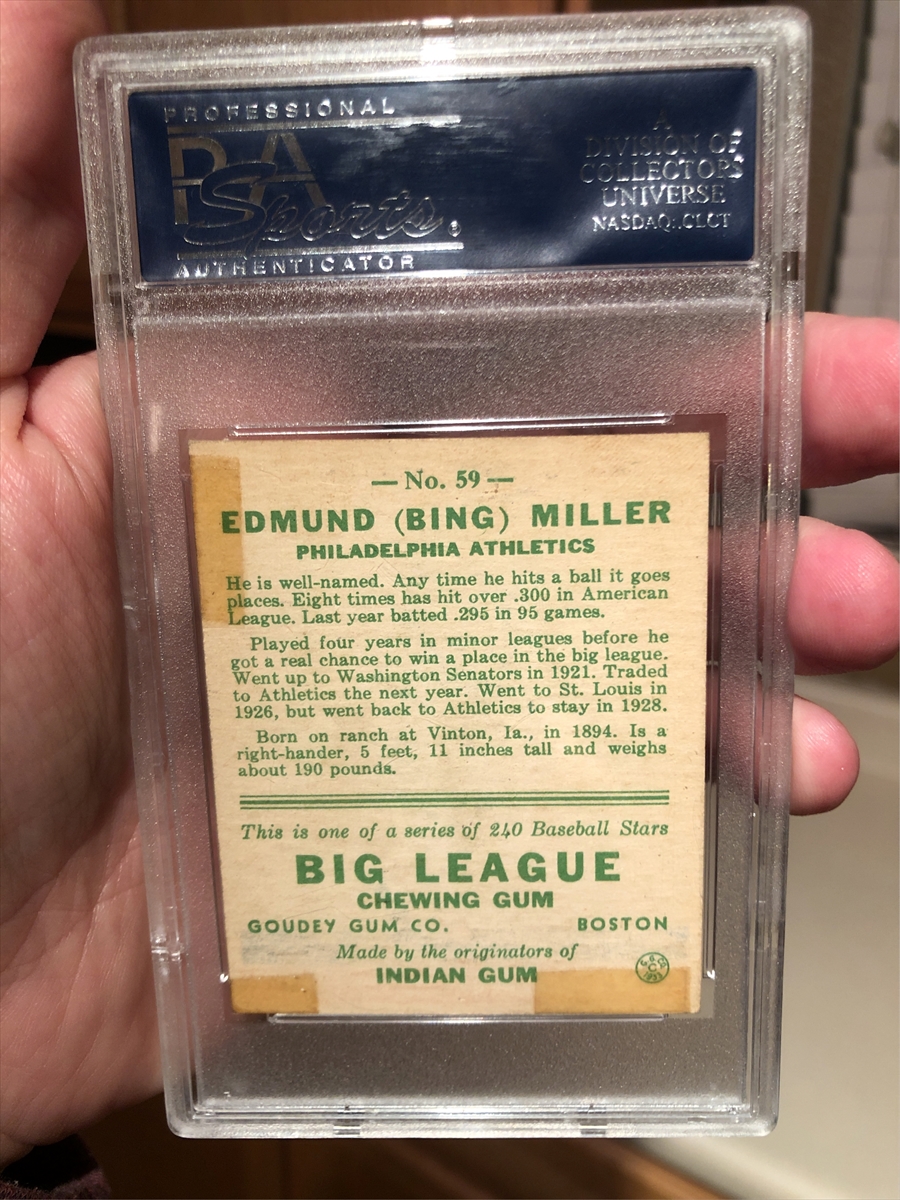 PROFESSIONAL
PSA
Sports
AUTHENTICATOR
A
DIVISION OF
COLLECTORS
UNIVERSE
NASDAQ: CLCT
— No. 59 —
EDMUND (BING) MILLER
PHILADELPHIA ATHLETICS
He is well-named. Any time he hits a ball it goes
places. Eight times has hit over .300 in American
League. Last year batted .295 in 95 games.
Played four years in minor leagues before he
got a real chance to win a place in the big league.
Went up to Washington Senators in 1921. Traded
to Athletics the next year. Went to St. Louis in
1926, but went back to Athletics to stay in 1928.
Born on ranch at Vinton, Ia., in 1894. Is a
right-hander, 5 feet, 11 inches tall and weighs
about 190 pounds.
This is one of a series of 240 Baseball Stars
BIG LEAGUE
CHEWING GUM
GOUDEY GUM CO. BOSTON
Made by the originators of
INDIAN GUM
C
1933